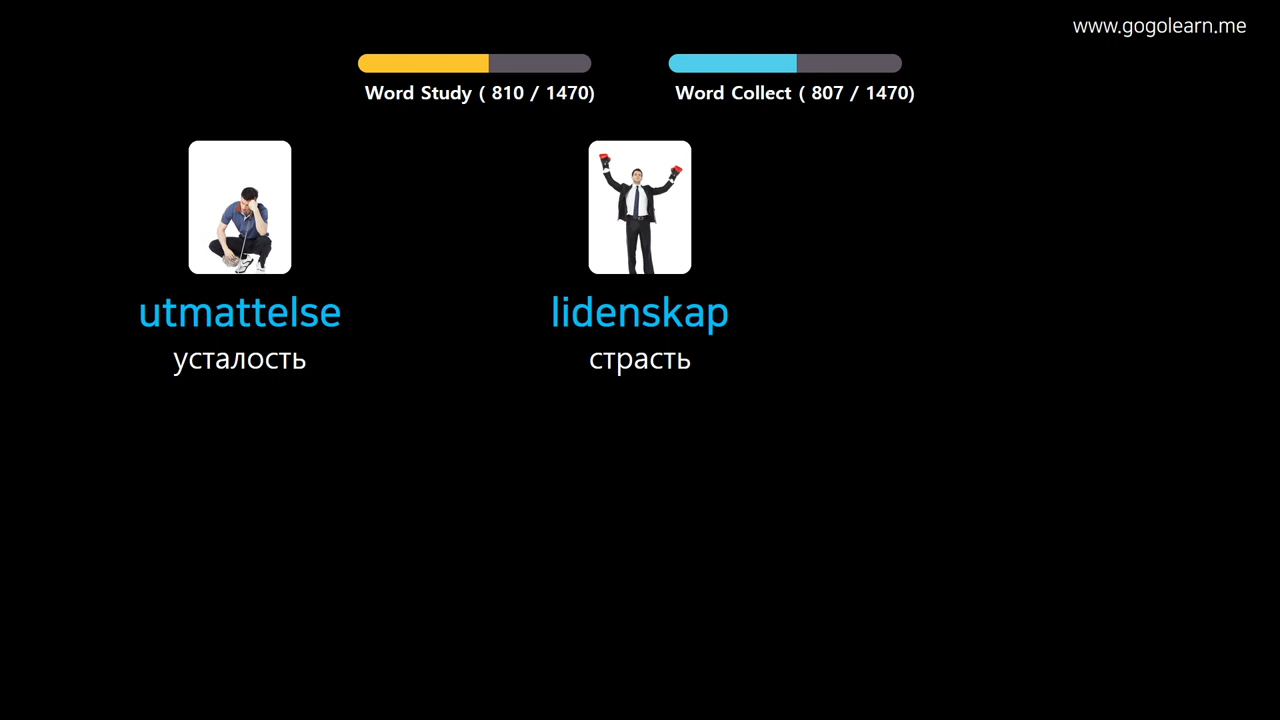 www.gogolearn.me
Word Study ( 810 / 1470)
Word Collect ( 807 / 1470)
utmattelse
усталость
lidenskap
страсть